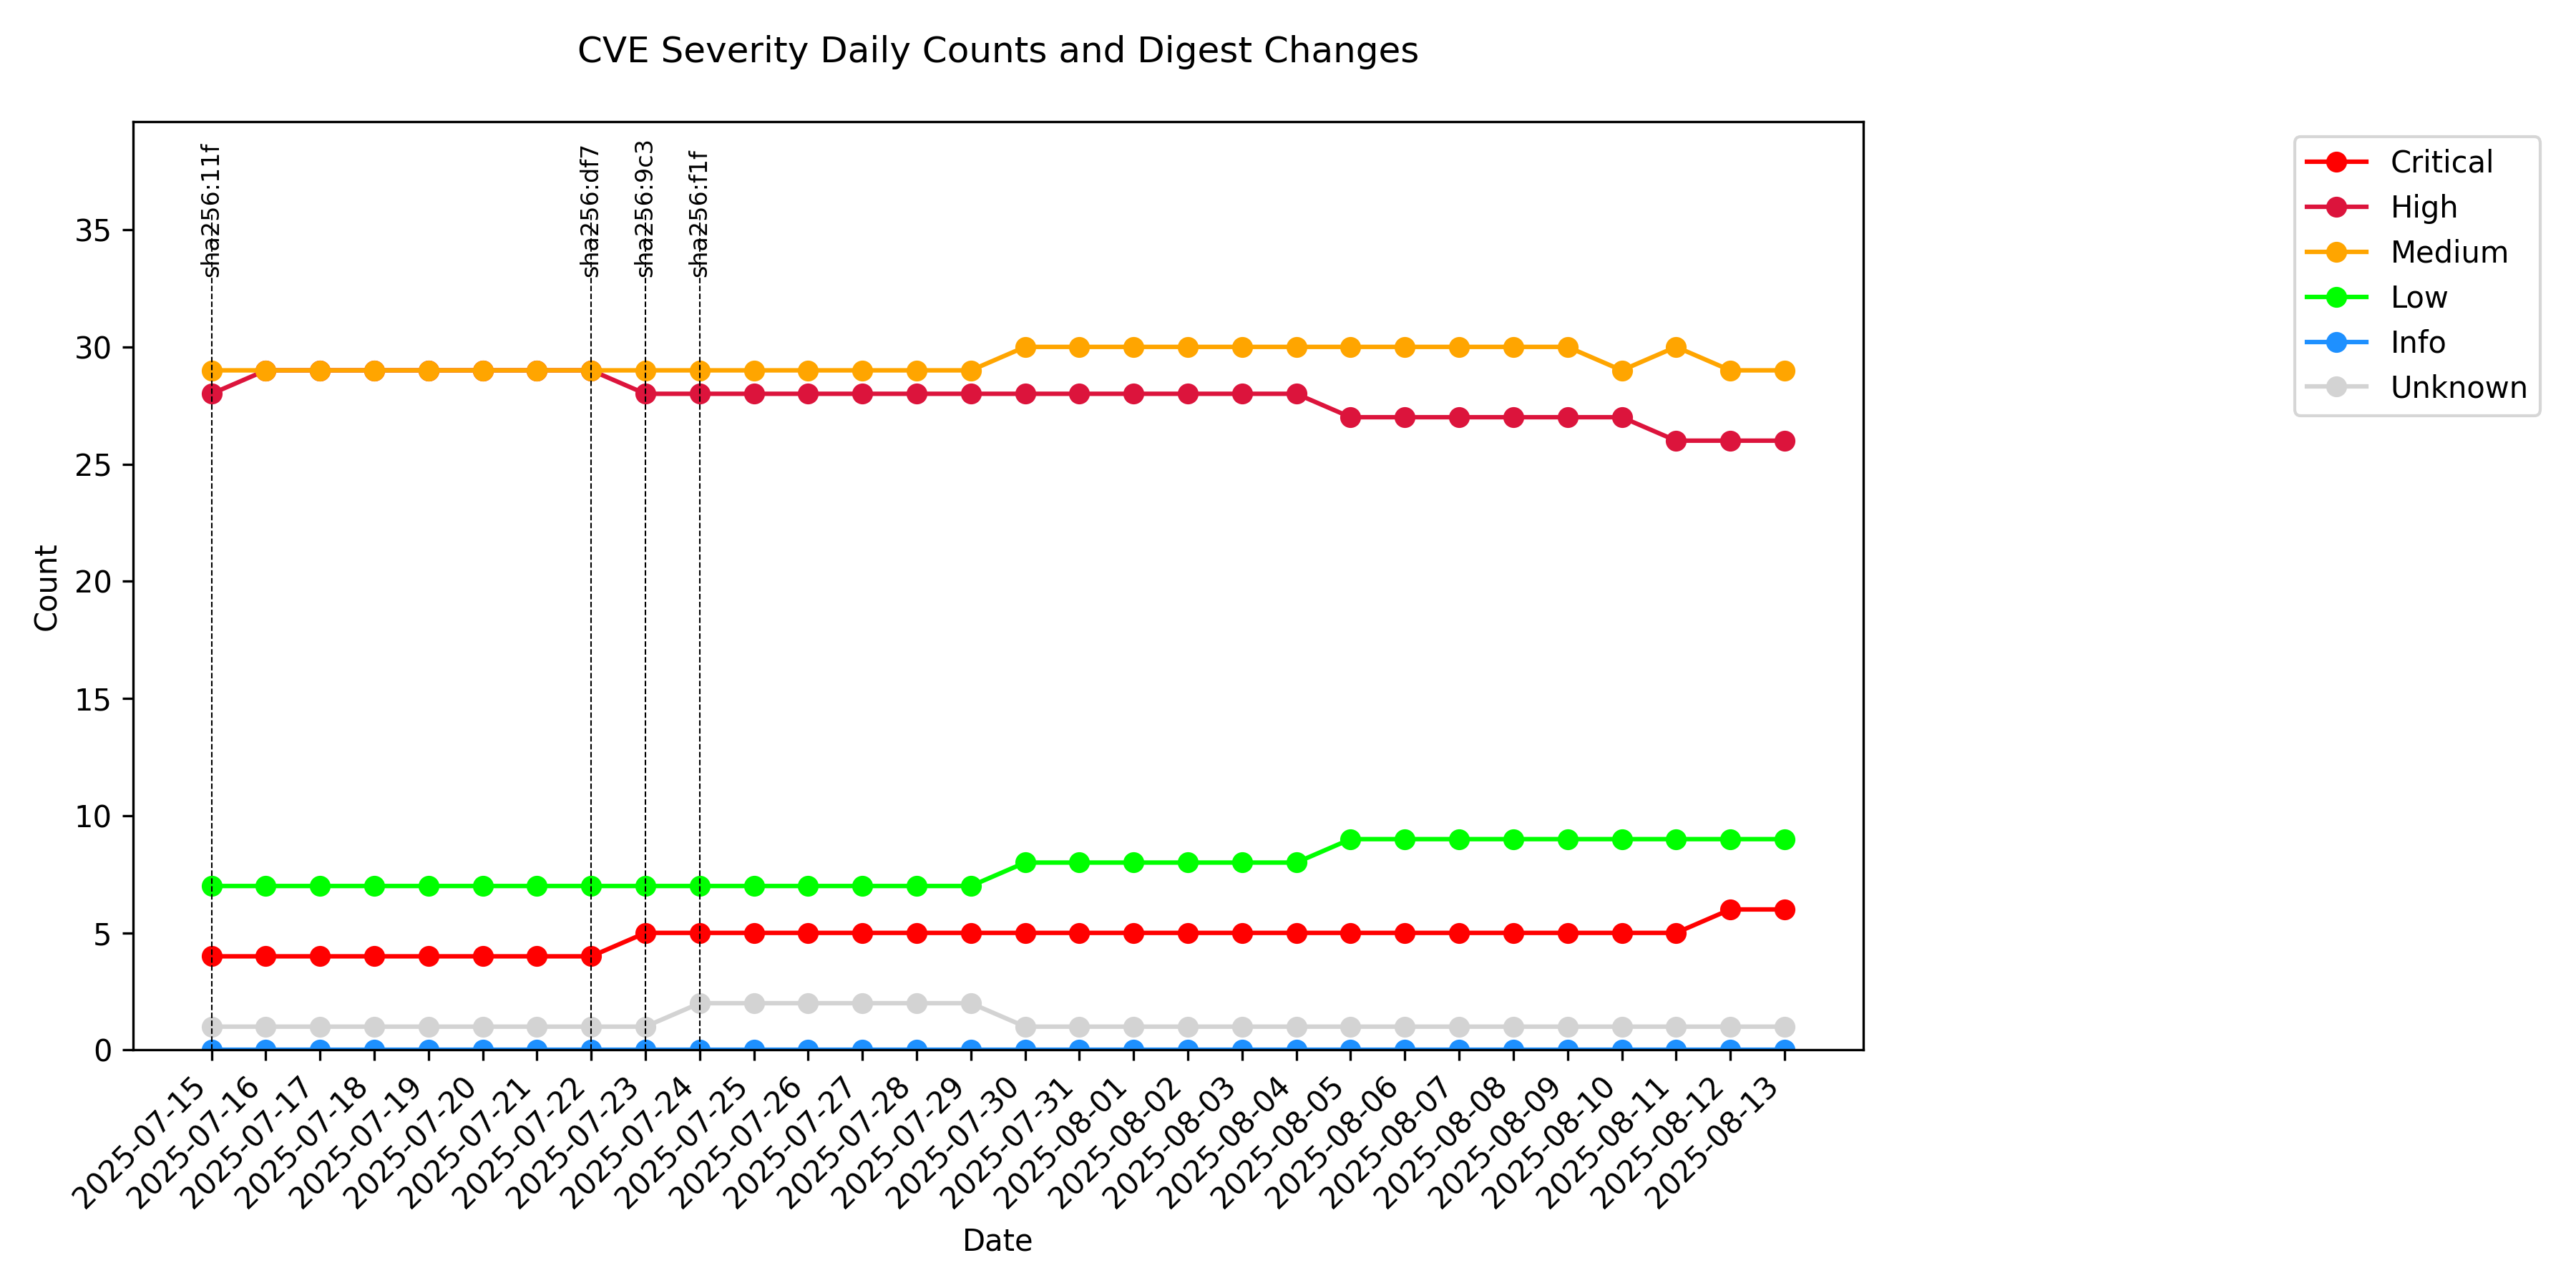 CVE Severity Daily Counts and Digest Changes
sha256:11f
sha256:df7
sha256:9c3
sha256:f1f
Critical
High
Medium
Low
Info
Unknown
Count
35
30
25
20
15
10
5
0
2025-07-15
2025-07-16
2025-07-17
2025-07-18
2025-07-19
2025-07-20
2025-07-21
2025-07-22
2025-07-23
2025-07-24
2025-07-25
2025-07-26
2025-07-27
2025-07-28
2025-07-29
2025-07-30
2025-07-31
2025-08-01
2025-08-02
2025-08-03
2025-08-04
2025-08-05
2025-08-06
2025-08-07
2025-08-08
2025-08-09
2025-08-10
2025-08-11
2025-08-12
2025-08-13
Date